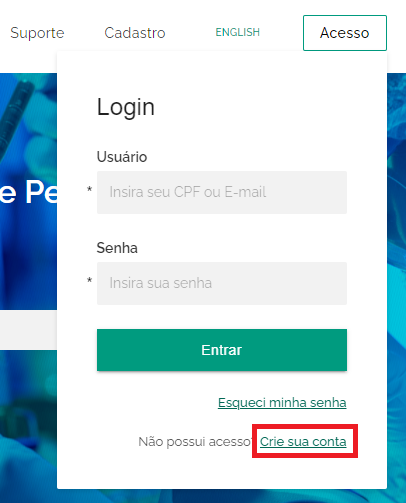 Suporte Cadastro ENGLISH Acesso
Login
Usuário
* Insira seu CPF ou E-mail
e Pe
Senha
* Insira sua senha
Entrar
Esqueci minha senha
Não possui acesso? Crie sua conta